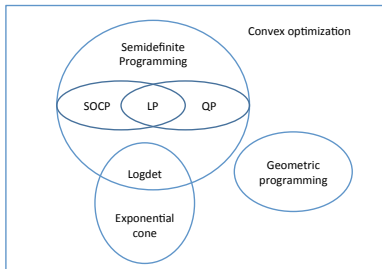 Convex optimization
Semidefinite
Programming
SOCP
LP
QP
Logdet
Geometric
programming
Exponential
cone